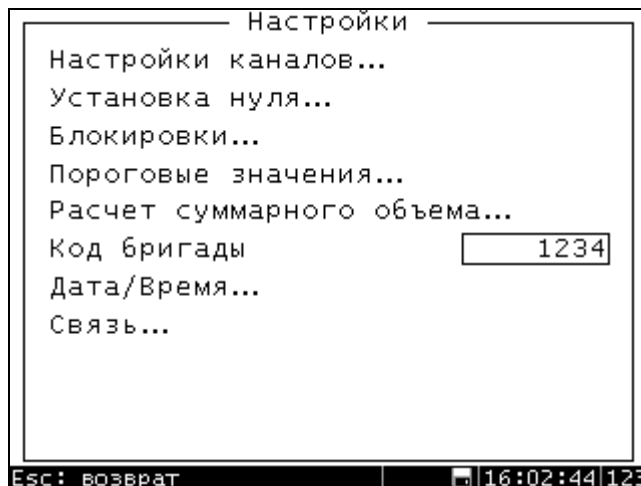 Настройки
Настройки каналов...
Установка нуля...
Блокировки...
Пороговые значения...
Расчет суммарного объема...
Код бригады 1234
Дата/Время...
Связь...
Esc: возврат 16:02:44 123